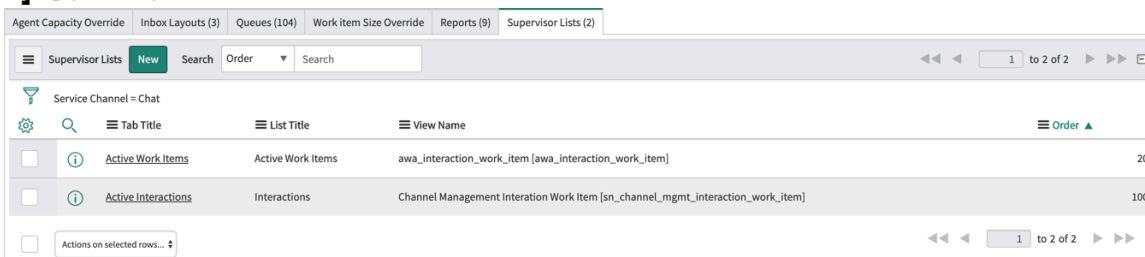 Agent Capacity Override Inbox Layouts (3) Queues (104) Work item Size Override Reports (9) Supervisor Lists (2)
Supervisor Lists New Search Order Search 1 to 2 of 2
Service Channel = Chat
Tab Title List Title View Name Order
Active Work Items Active Work Items awa_interaction_work_item [awa_interaction_work_item]
Active Interactions Interactions Channel Management Interation Work Item [sn_channel_mgmt_interaction_work_item] 100
Actions on selected rows... 1 to 2 of 2